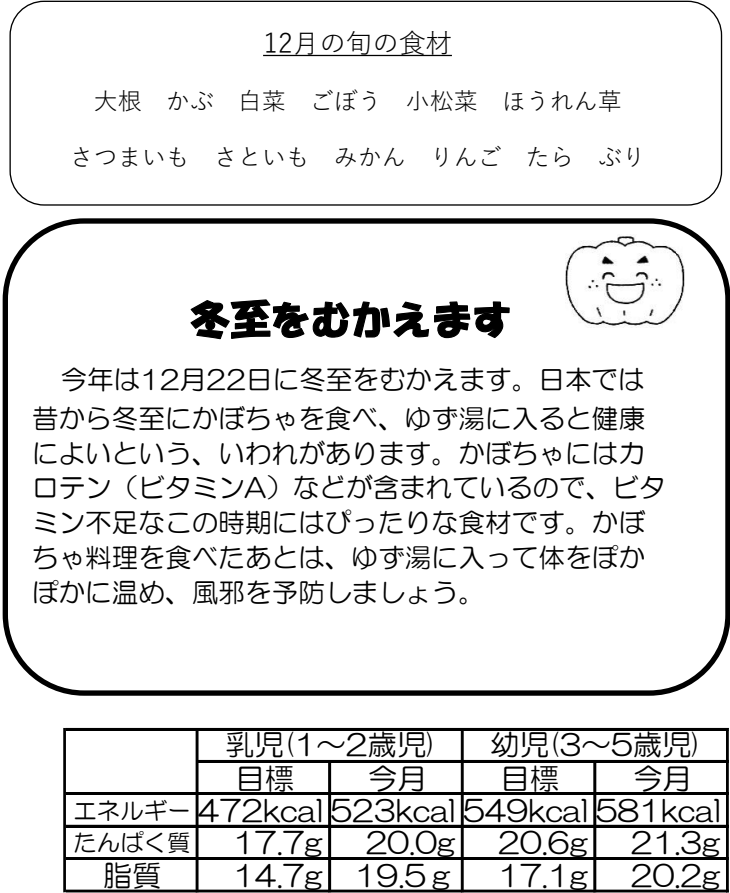 12月の旬の食材
大根　かぶ　白菜　ごぼう　小松菜　ほうれん草
さつまいも　さといも　みかん　りんご　たら　ぶり
冬至をむかえます
　今年は12月22日に冬至をむかえます。日本では
昔から冬至にかぼちゃを食べ、ゆず湯に入ると健康
によいという、いわれがあります。かぼちゃにはカ
ロテン（ビタミンA）などが含まれているので、ビタ
ミン不足なこの時期にはぴったりな食材です。かぼ
ちゃ料理を食べたあとは、ゆず湯に入って体をぽか
ぽかに温め、風邪を予防しましょう。
乳児(1～2歳児)　幼児(3～5歳児)
目標　今月　目標　今月
エネルギー　472kcal　523kcal　549kcal　581kcal
たんぱく質　17.7g　20.0g　20.6g　21.3g
脂質　14.7g　19.5g　17.1g　20.2g